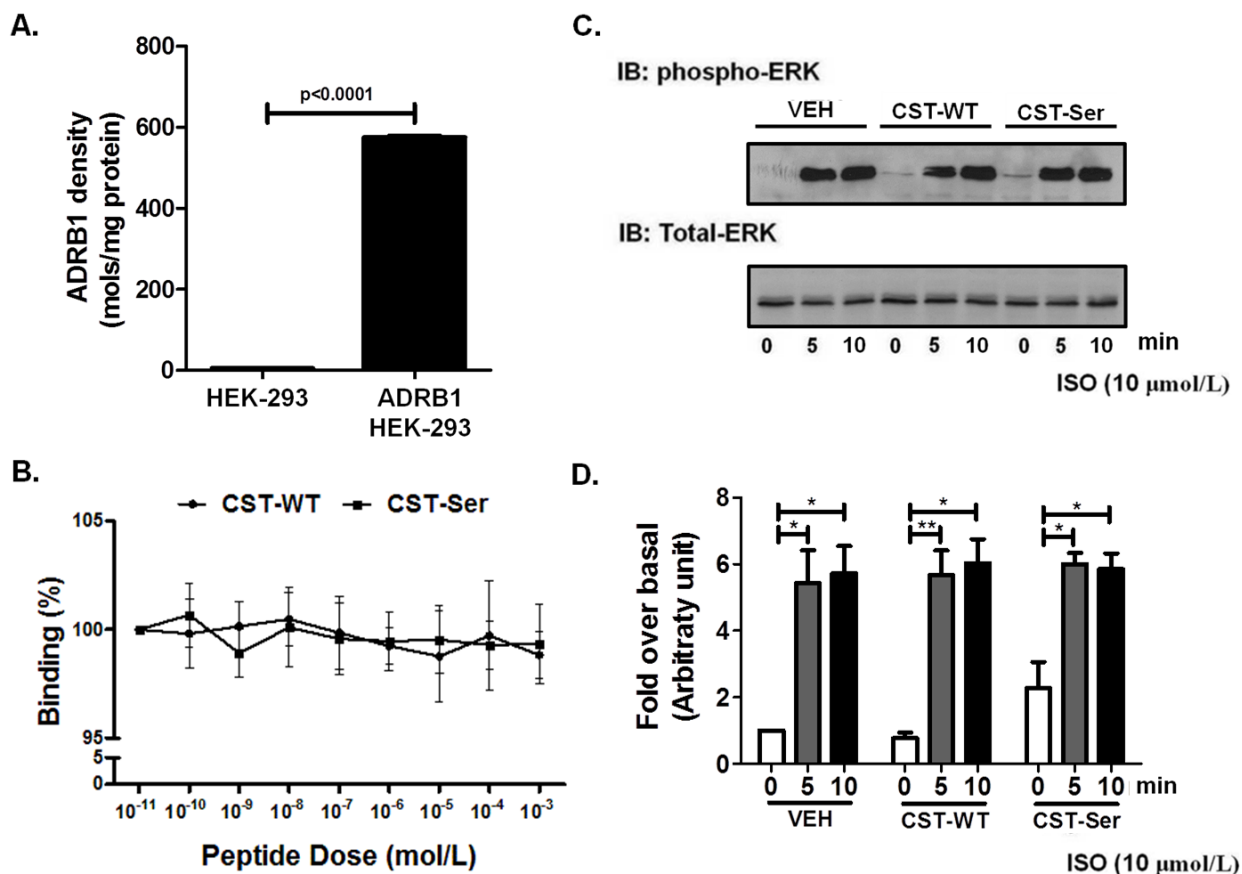 A.
800
600
400
200
0
ADRB1 density
(mols/mg protein)
p<0.0001
HEK-293
ADRB1
HEK-293
B.
CST-WT
CST-Ser
105
100
95
5
0
Binding (%)
10-11 10-10 10-9 10-8 10-7 10-6 10-5 10-4 10-3
Peptide Dose (mol/L)
C.
IB: phospho-ERK
VEH CST-WT CST-Ser
IB: Total-ERK
0 5 10 0 5 10 0 5 10 min
ISO (10 µmol/L)
D.
8
6
4
2
0
Fold over basal
(Arbitraty unit)
* * *
* ** *
0 5 10 0 5 10 0 5 10 min
VEH CST-WT CST-Ser
ISO (10 µmol/L)